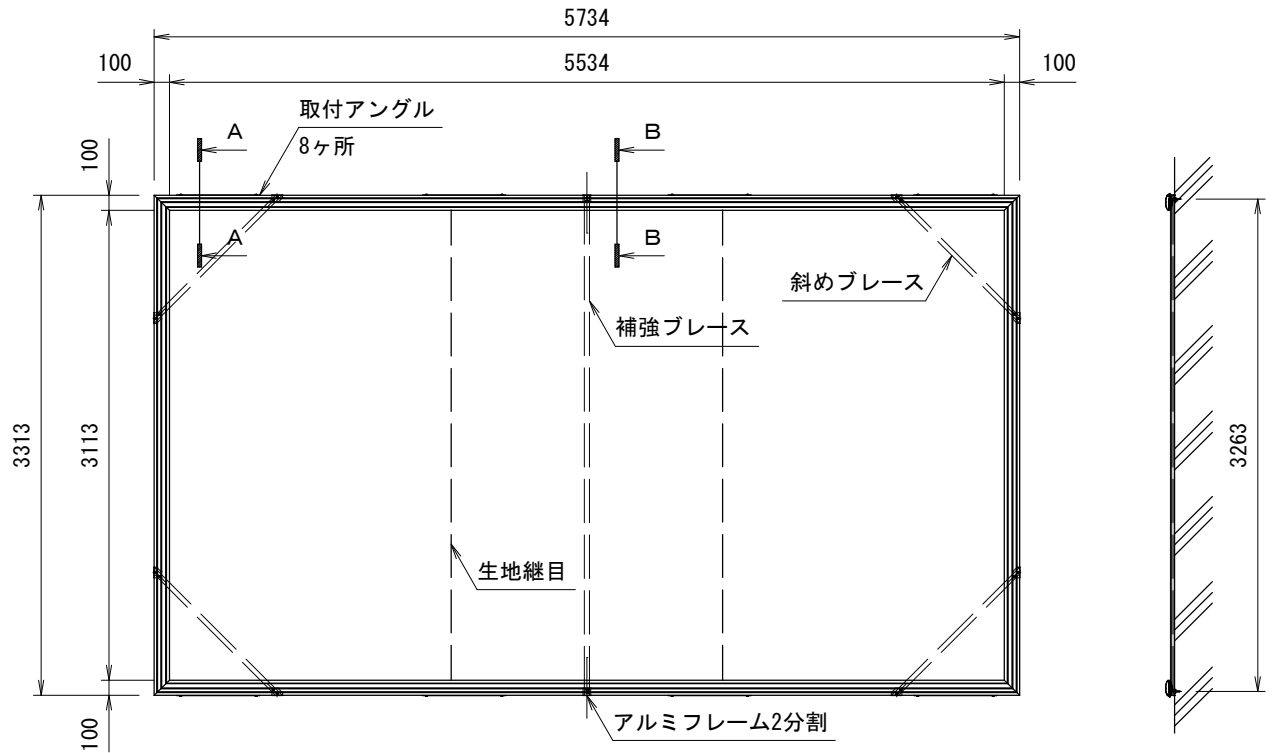 5734
100
5534
100
取付アングル
8ヶ所
A
B
100
A
B
斜めブレース
補強ブレース
3313
3113
3263
生地継目
アルミフレーム2分割
100